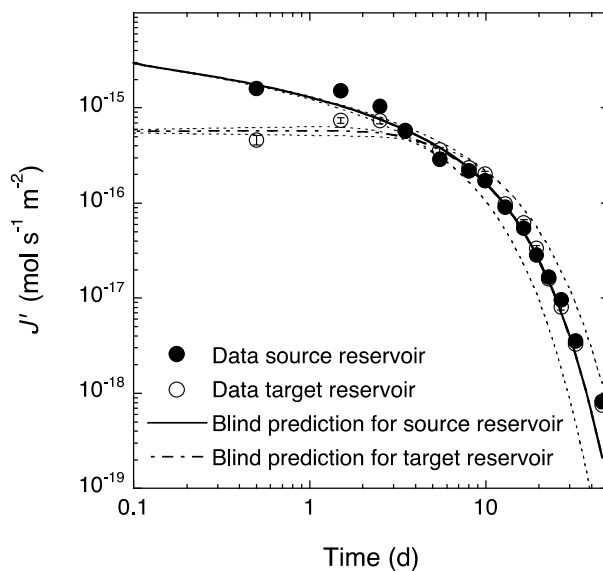 J' (mol s⁻¹ m⁻²)
10⁻¹⁵
10⁻¹⁶
10⁻¹⁷
10⁻¹⁸
10⁻¹⁹
Data source reservoir
Data target reservoir
Blind prediction for source reservoir
Blind prediction for target reservoir
0.1 1 10
Time (d)